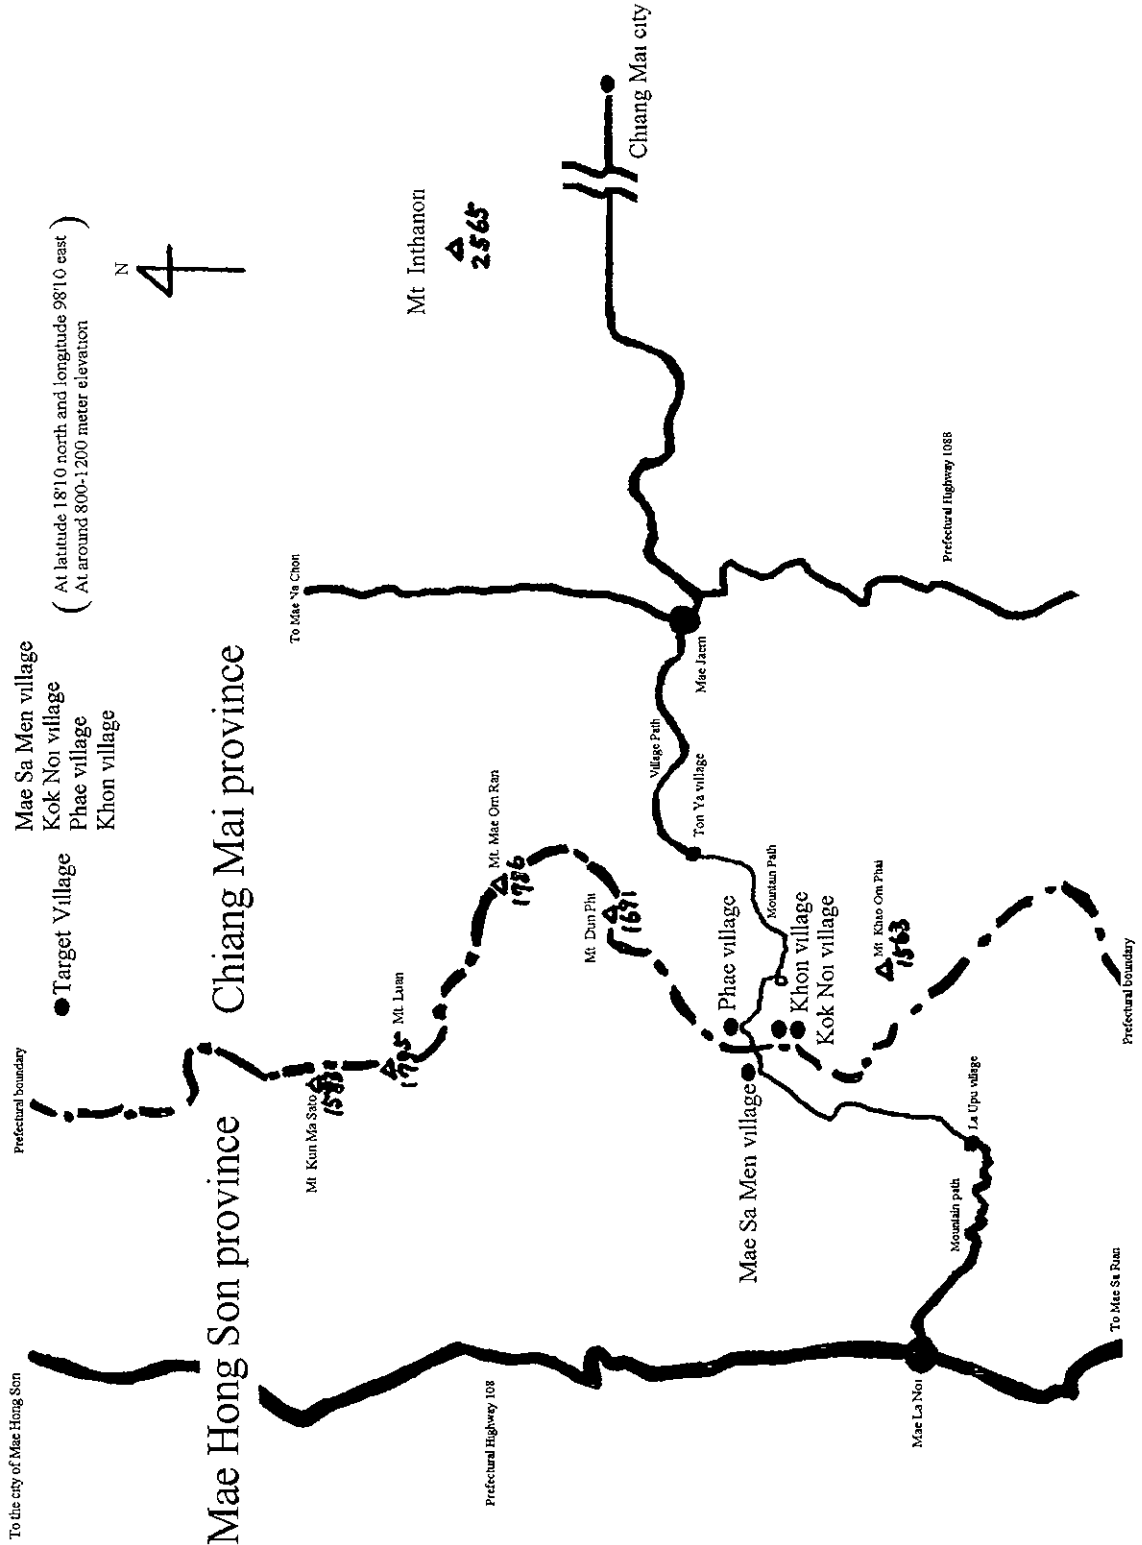 ● Target Village
Mae Sa Men village
Kok Noi village
Phae village
Khon village
( At latitude 18'10 north and longitude 98'10 east
At around 800-1200 meter elevation )
N
To the city of Mae Hong Son
Prefectural boundary
Mae Hong Son province
Chiang Mai province
Mt Kun Ma Sato
Mt. Luan
1705
To Mae Na Chon
Mt Inthanon
2565
Mt. Mae Om Ran
1786
Prefectural Highway 108
Mt Dun Phi
1691
Chiang Mai city
Village Path
Ton Ya village
Mae Jaem
Phae village
Mae Sa Men village
Mountain Path
Khon village
Kok Noi village
Mt Khao Om Phai
1563
Prefectural Highway 1088
Mae La Noi
Mountain path
La Upu village
To Mae Sa Ruan
Prefectural boundary